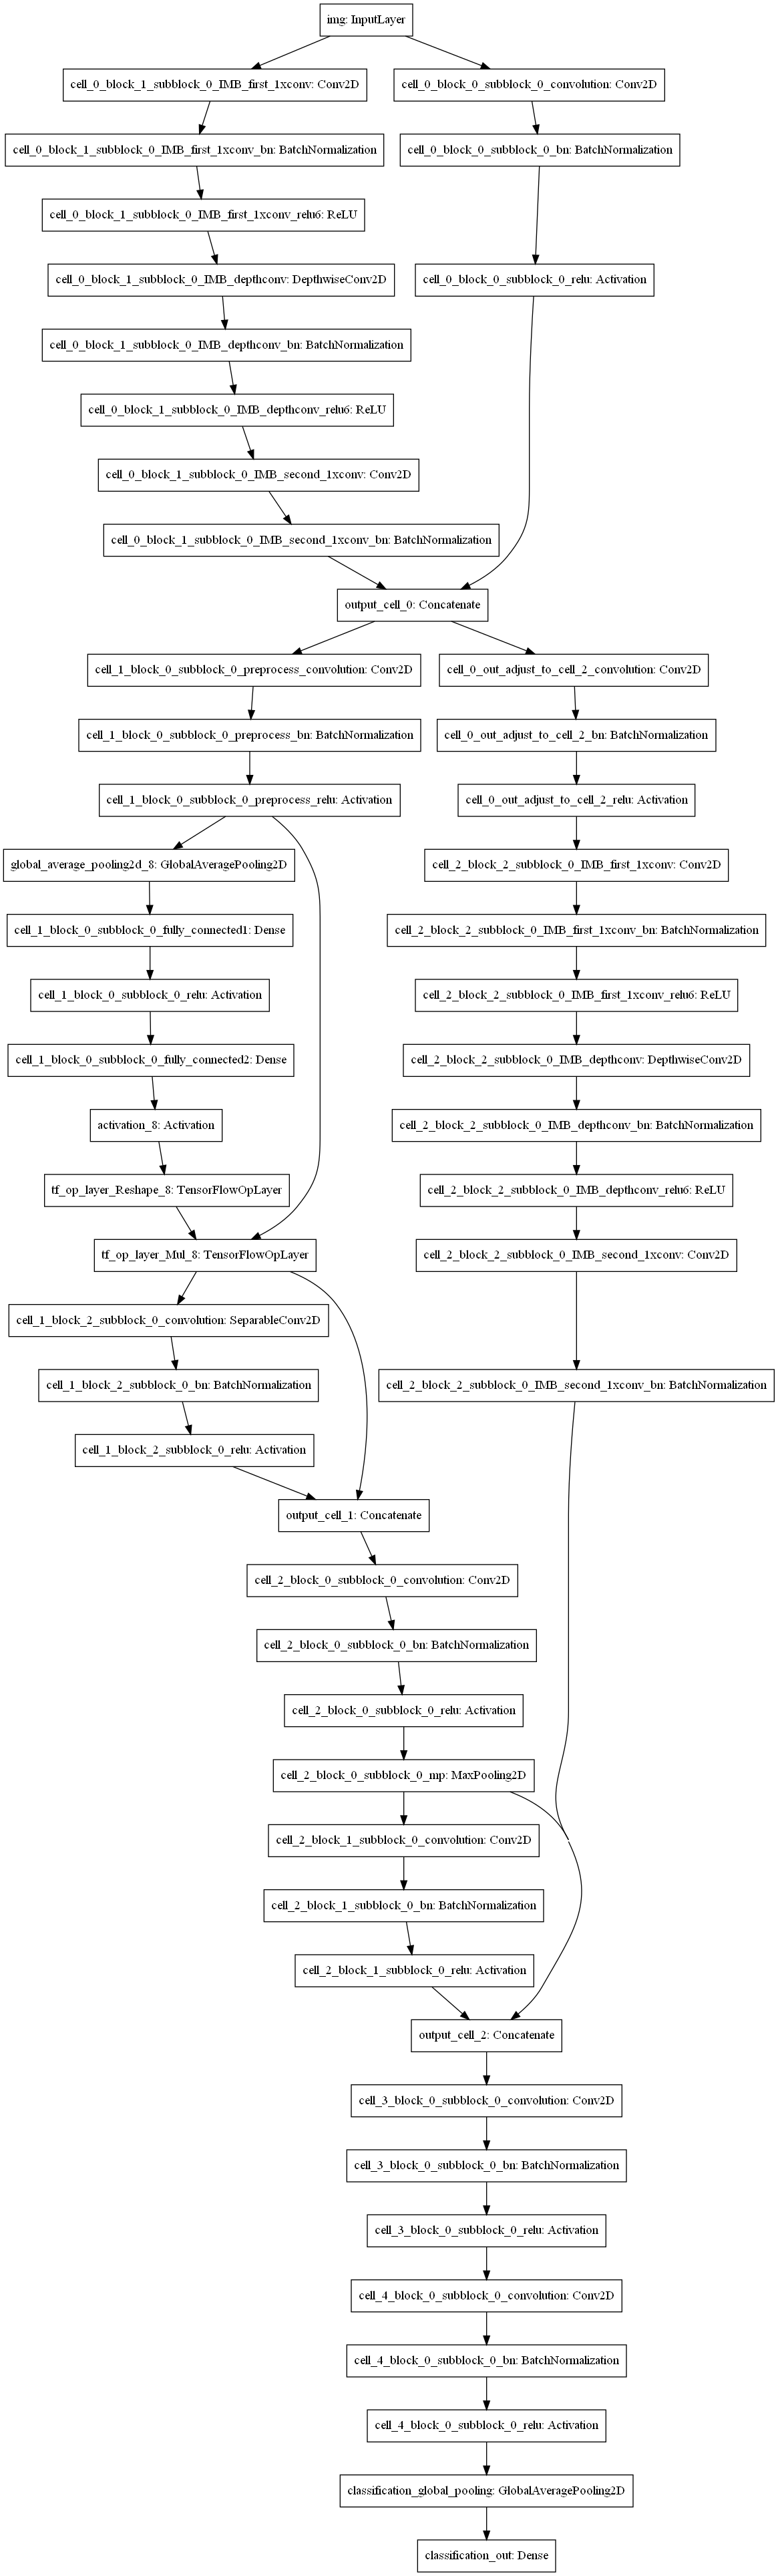 img: InputLayer
cell_0_block_1_subblock_0_IMB_first_1xconv: Conv2D
cell_0_block_0_subblock_0_convolution: Conv2D
cell_0_block_1_subblock_0_IMB_first_1xconv_bn: BatchNormalization
cell_0_block_0_subblock_0_bn: BatchNormalization
cell_0_block_1_subblock_0_IMB_first_1xconv_relu6: ReLU
cell_0_block_1_subblock_0_IMB_depthconv: DepthwiseConv2D
cell_0_block_0_subblock_0_relu: Activation
cell_0_block_1_subblock_0_IMB_depthconv_bn: BatchNormalization
cell_0_block_1_subblock_0_IMB_depthconv_relu6: ReLU
cell_0_block_1_subblock_0_IMB_second_1xconv: Conv2D
cell_0_block_1_subblock_0_IMB_second_1xconv_bn: BatchNormalization
output_cell_0: Concatenate
cell_1_block_0_subblock_0_preprocess_convolution: Conv2D
cell_0_out_adjust_to_cell_2_convolution: Conv2D
cell_1_block_0_subblock_0_preprocess_bn: BatchNormalization
cell_0_out_adjust_to_cell_2_bn: BatchNormalization
cell_1_block_0_subblock_0_preprocess_relu: Activation
cell_0_out_adjust_to_cell_2_relu: Activation
global_average_pooling2d_8: GlobalAveragePooling2D
cell_2_block_2_subblock_0_IMB_first_1xconv: Conv2D
cell_1_block_0_subblock_0_fully_connected1: Dense
cell_2_block_2_subblock_0_IMB_first_1xconv_bn: BatchNormalization
cell_1_block_0_subblock_0_relu: Activation
cell_2_block_2_subblock_0_IMB_first_1xconv_relu6: ReLU
cell_1_block_0_subblock_0_fully_connected2: Dense
cell_2_block_2_subblock_0_IMB_depthconv: DepthwiseConv2D
activation_8: Activation
cell_2_block_2_subblock_0_IMB_depthconv_bn: BatchNormalization
tf_op_layer_Reshape_8: TensorFlowOpLayer
cell_2_block_2_subblock_0_IMB_depthconv_relu6: ReLU
tf_op_layer_Mul_8: TensorFlowOpLayer
cell_2_block_2_subblock_0_IMB_second_1xconv: Conv2D
cell_1_block_2_subblock_0_convolution: SeparableConv2D
cell_1_block_2_subblock_0_bn: BatchNormalization
cell_2_block_2_subblock_0_IMB_second_1xconv_bn: BatchNormalization
cell_1_block_2_subblock_0_relu: Activation
output_cell_1: Concatenate
cell_2_block_0_subblock_0_convolution: Conv2D
cell_2_block_0_subblock_0_bn: BatchNormalization
cell_2_block_0_subblock_0_relu: Activation
cell_2_block_0_subblock_0_mp: MaxPooling2D
cell_2_block_1_subblock_0_convolution: Conv2D
cell_2_block_1_subblock_0_bn: BatchNormalization
cell_2_block_1_subblock_0_relu: Activation
output_cell_2: Concatenate
cell_3_block_0_subblock_0_convolution: Conv2D
cell_3_block_0_subblock_0_bn: BatchNormalization
cell_3_block_0_subblock_0_relu: Activation
cell_4_block_0_subblock_0_convolution: Conv2D
cell_4_block_0_subblock_0_bn: BatchNormalization
cell_4_block_0_subblock_0_relu: Activation
classification_global_pooling: GlobalAveragePooling2D
classification_out: Dense